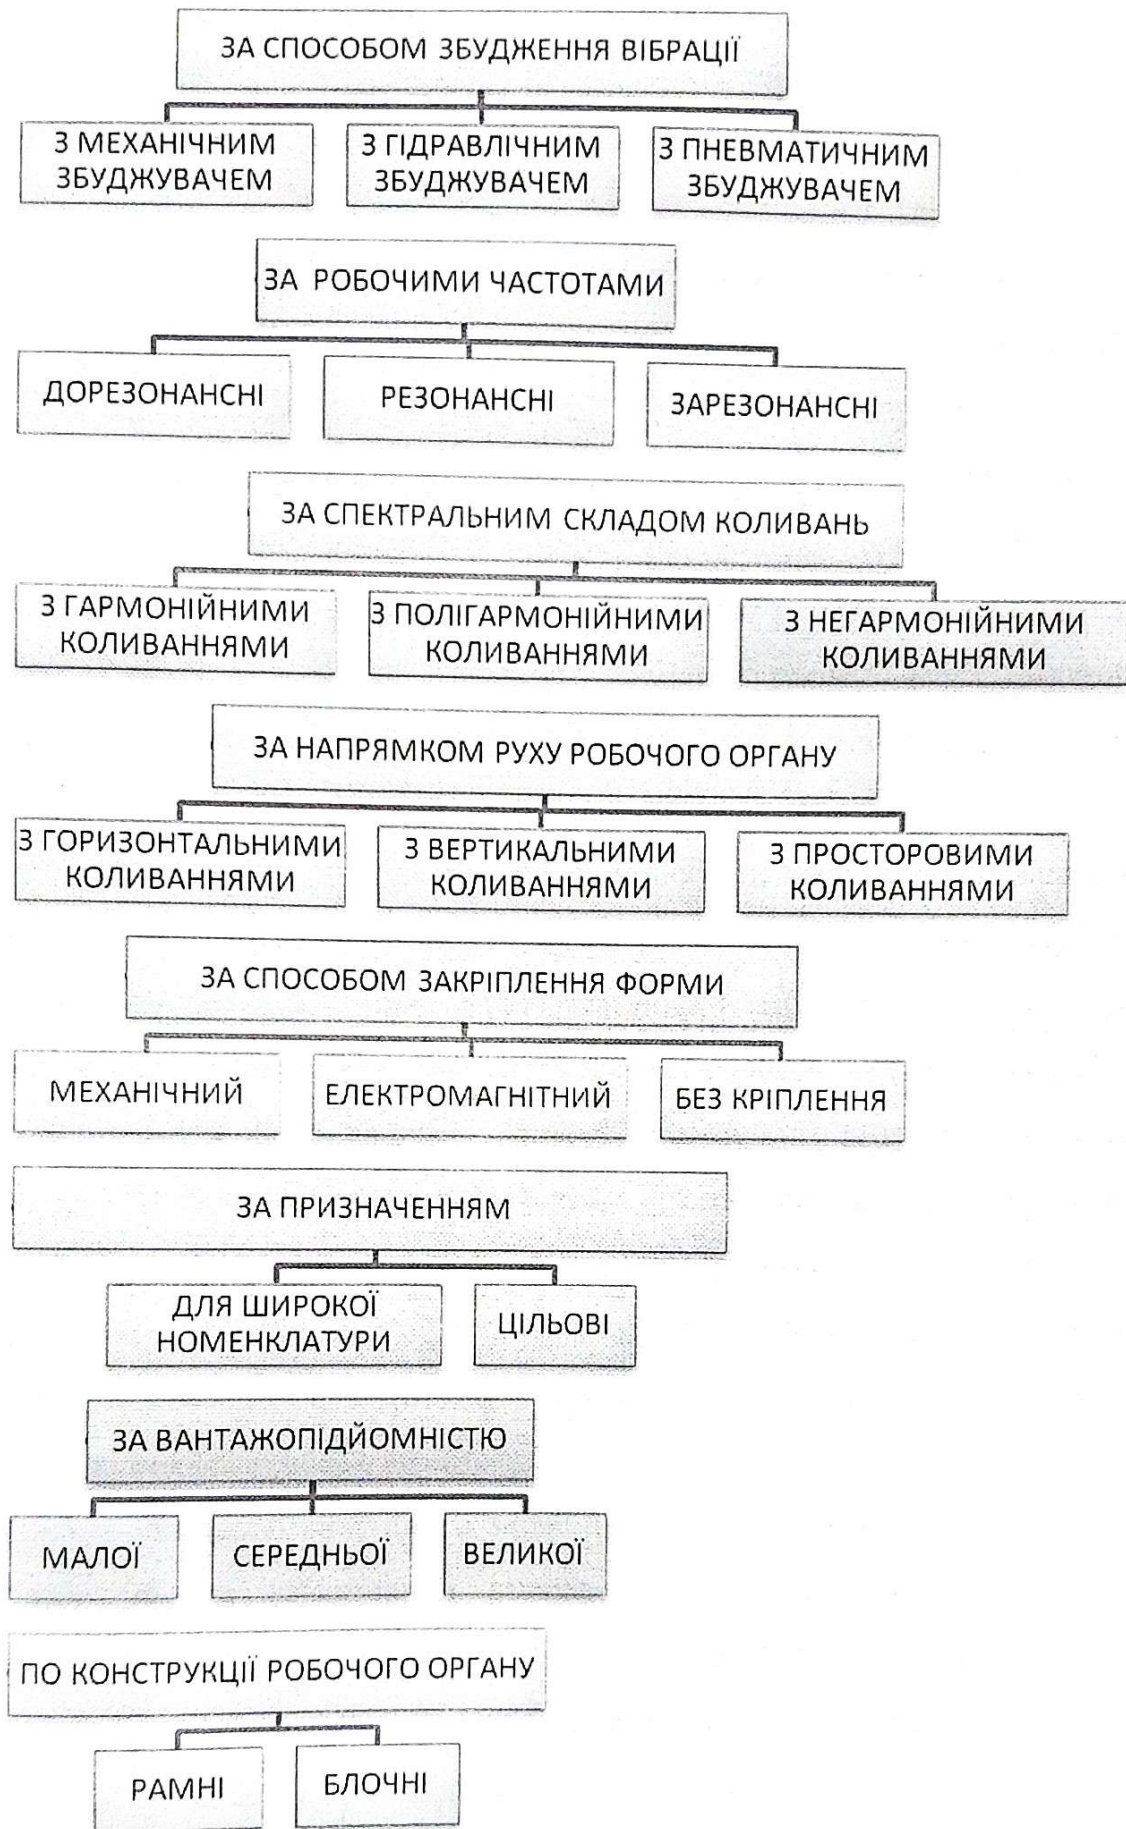 ЗА СПОСОБОМ ЗБУДЖЕННЯ ВІБРАЦІЇ
З МЕХАНІЧНИМ
ЗБУДЖУВАЧЕМ
З ГІДРАВЛІЧНИМ
ЗБУДЖУВАЧЕМ
З ПНЕВМАТИЧНИМ
ЗБУДЖУВАЧЕМ
ЗА РОБОЧИМИ ЧАСТОТАМИ
ДОРЕЗОНАНСНІ
РЕЗОНАНСНІ
ЗАРЕЗОНАНСНІ
ЗА СПЕКТРАЛЬНИМ СКЛАДОМ КОЛИВАНЬ
З ГАРМОНІЙНИМИ
КОЛИВАННЯМИ
З ПОЛІГАРМОНІЙНИМИ
КОЛИВАННЯМИ
З НЕГАРМОНІЙНИМИ
КОЛИВАННЯМИ
ЗА НАПРЯМКОМ РУХУ РОБОЧОГО ОРГАНУ
З ГОРИЗОНТАЛЬНИМИ
КОЛИВАННЯМИ
З ВЕРТИКАЛЬНИМИ
КОЛИВАННЯМИ
З ПРОСТОРОВИМИ
КОЛИВАННЯМИ
ЗА СПОСОБОМ ЗАКРІПЛЕННЯ ФОРМИ
МЕХАНІЧНИЙ
ЕЛЕКТРОМАГНІТНИЙ
БЕЗ КРІПЛЕННЯ
ЗА ПРИЗНАЧЕННЯМ
ДЛЯ ШИРОКОЇ
НОМЕНКЛАТУРИ
ЦІЛЬОВІ
ЗА ВАНТАЖОПІДЙОМНІСТЮ
МАЛОЇ
СЕРЕДНЬОЇ
ВЕЛИКОЇ
ПО КОНСТРУКЦІЇ РОБОЧОГО ОРГАНУ
РАМНІ
БЛОЧНІ